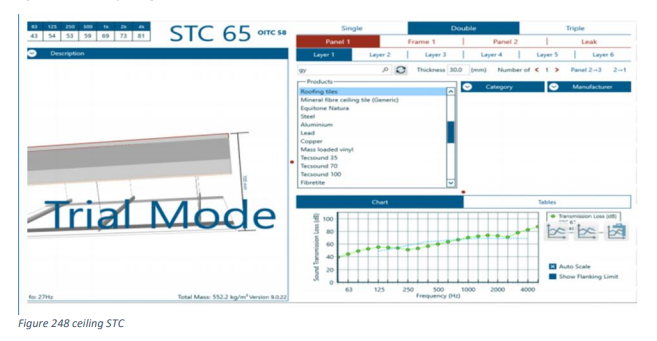 63 125 250 500 1k 2k 4k
43 54 53 59 68 73 81
STC 65 OITC 58
Description
Trial Mode
fo: 27Hz
Total Mass: 552.2 kg/m² Version 9.0.22
Single Double Triple
Panel 1 Frame 1 Panel 2 Leak
Layer 1 Layer 2 Layer 3 Layer 4 Layer 5 Layer 6
gy Thickness 30.0 (mm) Number of < 1 > Panel 2→3 2→1
Products
Category
Manufacturer
Roofing tiles
Mineral fibre ceiling tile (Generic)
Equitone Natura
Steel
Aluminium
Lead
Copper
Mass loaded vinyl
Tecsound 35
Tecsound 70
Tecsound 100
Fibretite
Chart Tables
Sound Transmission Loss (dB)
100
80
60
40
20
0
63 125 250 500 1000 2000 4000
Frequency (Hz)
Transmission Loss (dB)
Auto Scale
Show Flanking Limit
Figure 248 ceiling STC